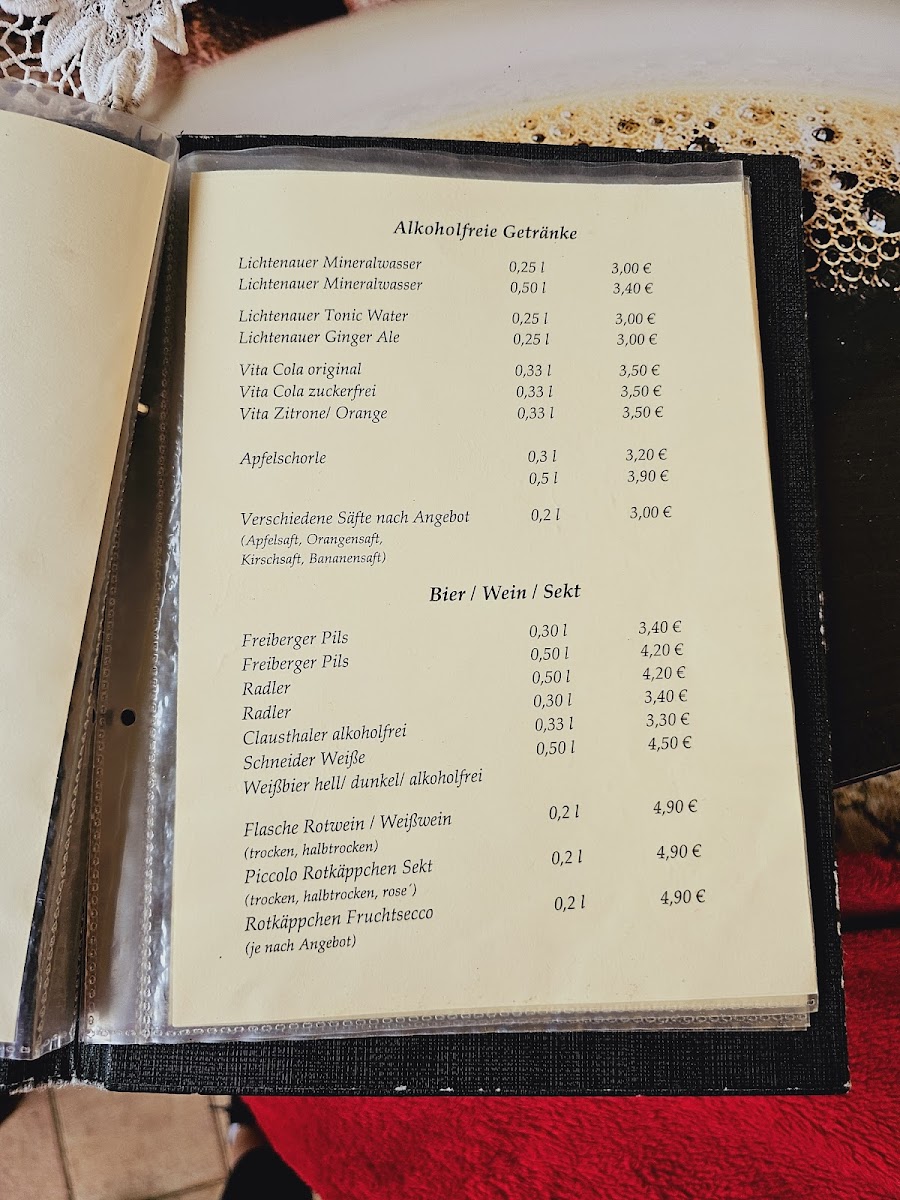 Alkoholfreie Getränke
Lichtenauer Mineralwasser 0,25 l 3,00 €
Lichtenauer Mineralwasser 0,50 l 3,40 €
Lichtenauer Tonic Water 0,25 l 3,00 €
Lichtenauer Ginger Ale 0,25 l 3,00 €
Vita Cola original 0,33 l 3,50 €
Vita Cola zuckerfrei 0,33 l 3,50 €
Vita Zitrone/ Orange 0,33 l 3,50 €
Apfelschorle 0,3 l 3,20 €
0,5 l 3,90 €
Verschiedene Säfte nach Angebot 0,2 l 3,00 €
(Apfelsaft, Orangensaft,
Kirschsaft, Bananensaft)
Bier / Wein / Sekt
Freiberger Pils 0,30 l 3,40 €
Freiberger Pils 0,50 l 4,20 €
Radler 0,50 l 4,20 €
Radler 0,30 l 3,40 €
Clausthaler alkoholfrei 0,33 l 3,30 €
Schneider Weiße 0,50 l 4,50 €
Weißbier hell/ dunkel/ alkoholfrei
Flasche Rotwein / Weißwein 0,2 l 4,90 €
(trocken, halbtrocken)
Piccolo Rotkäppchen Sekt 0,2 l 4,90 €
(trocken, halbtrocken, rose´)
Rotkäppchen Fruchtsecco 0,2 l 4,90 €
(je nach Angebot)